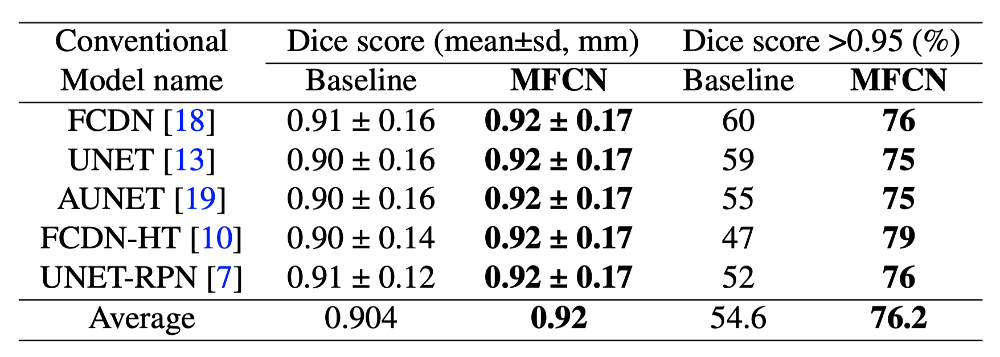 Conventional Dice score (mean±sd, mm) Dice score >0.95 (%)
Model name Baseline MFCN Baseline MFCN
FCDN [18] 0.91 ± 0.16 0.92 ± 0.17 60 76
UNET [13] 0.90 ± 0.16 0.92 ± 0.17 59 75
AUNET [19] 0.90 ± 0.16 0.92 ± 0.17 55 75
FCDN-HT [10] 0.90 ± 0.14 0.92 ± 0.17 47 79
UNET-RPN [7] 0.91 ± 0.12 0.92 ± 0.17 52 76
Average 0.904 0.92 54.6 76.2